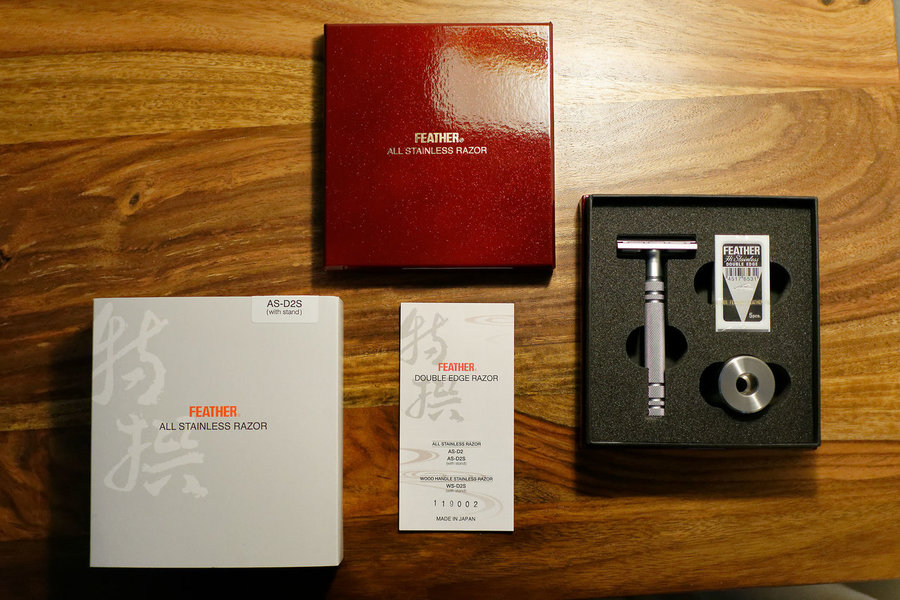 FEATHER®
ALL STAINLESS RAZOR
FEATHER
Hi-Stainless
DOUBLE EDGE
5pcs.
AS-D2S
(with stand)
特撰
FEATHER®
ALL STAINLESS RAZOR
特撰
FEATHER®
DOUBLE EDGE RAZOR
ALL STAINLESS RAZOR
AS-D2
AS-D2S
(with stand)
WOOD HANDLE STAINLESS RAZOR
WS-D2S
(with stand)
119002
MADE IN JAPAN